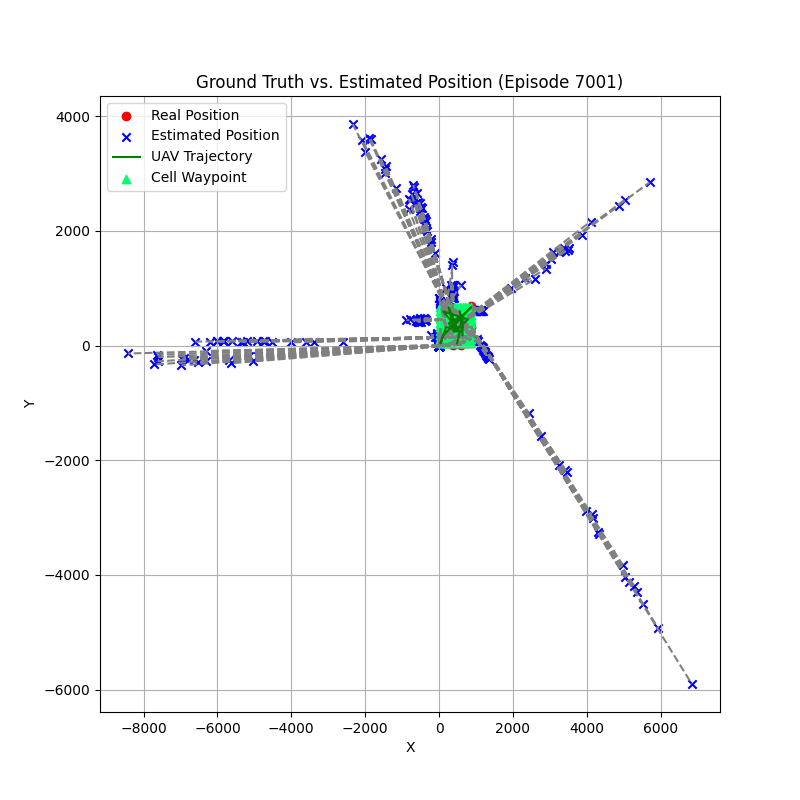 Ground Truth vs. Estimated Position (Episode 7001)
Real Position
Estimated Position
UAV Trajectory
Cell Waypoint
4000
2000
0
−2000
−4000
−6000
Y
−8000 −6000 −4000 −2000 0 2000 4000 6000
X